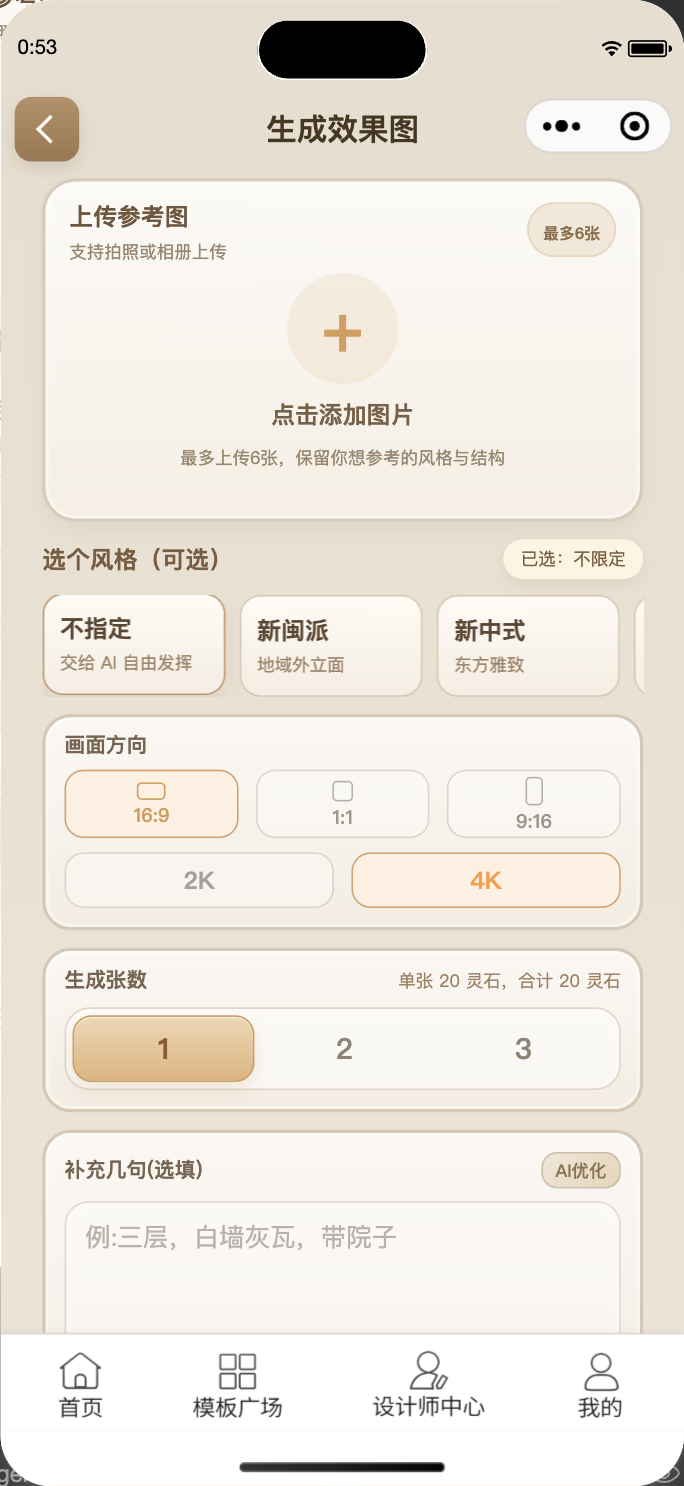 0:53
生成效果图
上传参考图
最多6张
支持拍照或相册上传
点击添加图片
最多上传6张，保留你想参考的风格与结构
选个风格（可选）
已选：不限定
不指定
交给 AI 自由发挥
新闽派
地域外立面
新中式
东方雅致
画面方向
16:9
1:1
9:16
2K
4K
生成张数
单张 20 灵石，合计 20 灵石
1
2
3
补充几句(选填)
AI优化
例:三层，白墙灰瓦，带院子
首页
模板广场
设计师中心
我的